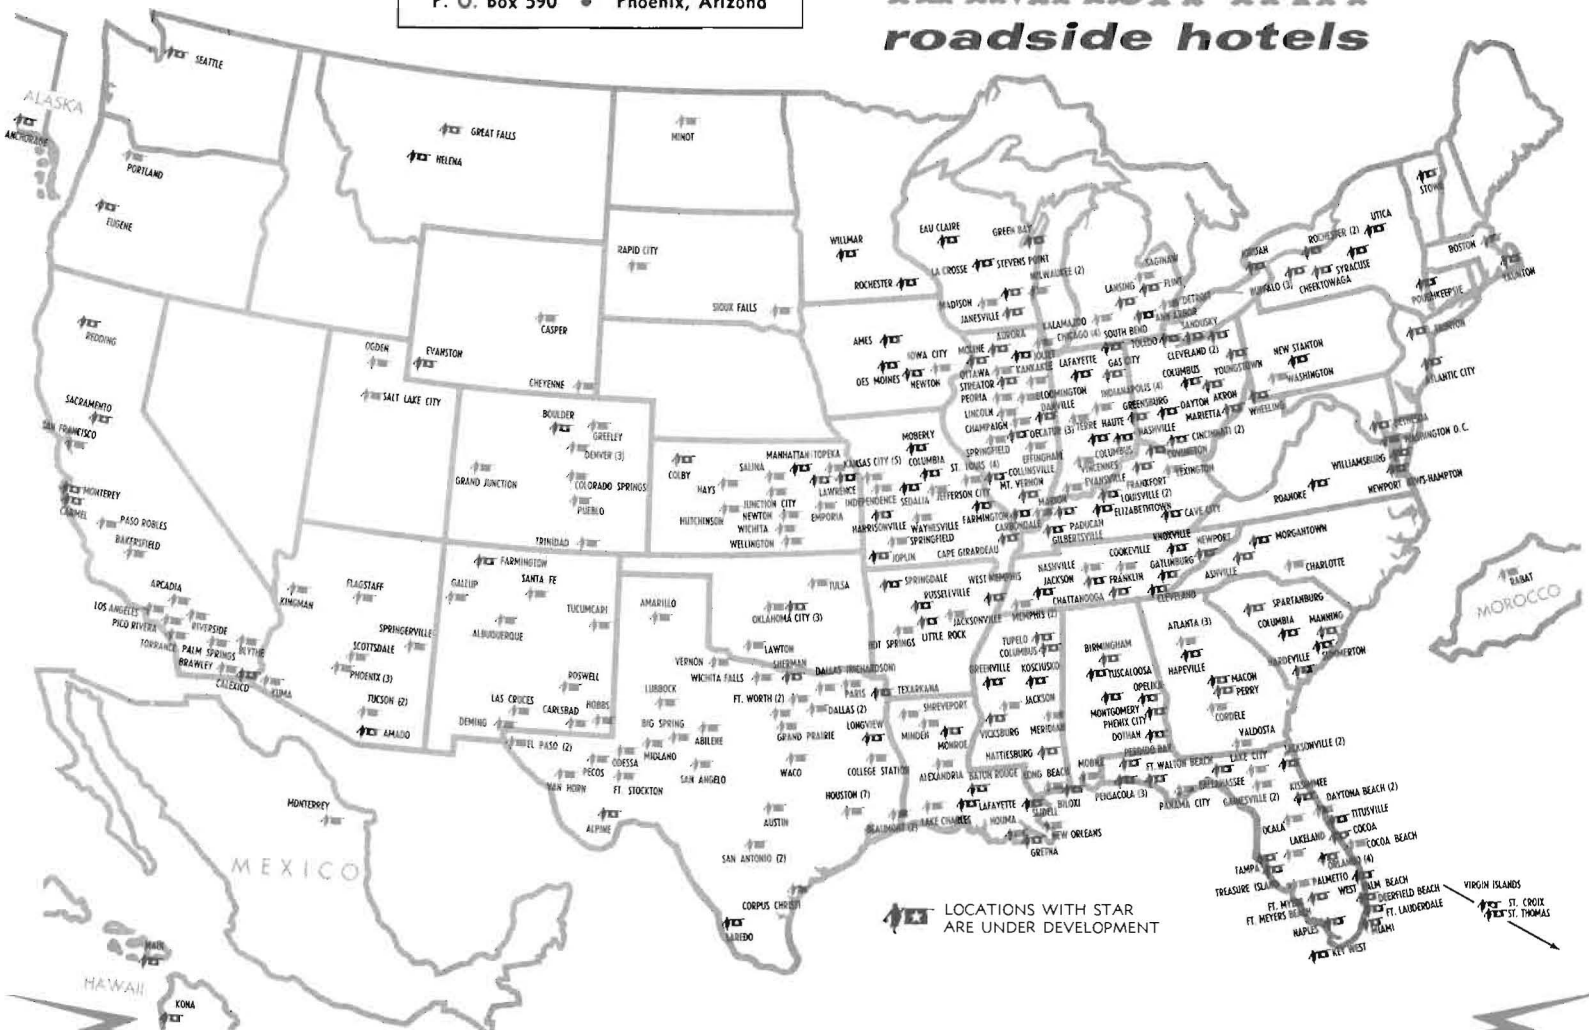 P. O. Box 590 • Phoenix, Arizona
roadside hotels
SEATTLE
ALASKA
ANCHORAGE
PORTLAND
EUGENE
GREAT FALLS
HELENA
MINOT
RAPID CITY
SIOUX FALLS
WILLMAR
ROCHESTER
EAU CLAIRE
GREEN BAY
LA CROSSE
STEVENS POINT
MILWAUKEE (2)
MADISON
JANESVILLE
SAGINAW
LANSING
FLINT
DETROIT
ANN ARBOR
KALAMAZOO
STOWE
UTICA
ROCHESTER (2)
SYRACUSE
BUFFALO (3)
CHEEKTOWAGA
BOSTON
TAUNTON
POUGHKEEPSIE
ATLANTIC CITY
REDDING
SACRAMENTO
SAN FRANCISCO
MONTEREY
CARMEL
PASO ROBLES
BAKERSFIELD
ARCADIA
LOS ANGELES
PICO RIVERA
RIVERSIDE
TORRANCE
PALM SPRINGS
BLYTHE
BRAWLEY
CALEXICO
YUMA
OGDEN
SALT LAKE CITY
EVANSTON
CASPER
CHEYENNE
BOULDER
GREELEY
DENVER (3)
GRAND JUNCTION
COLORADO SPRINGS
PUEBLO
TRINIDAD
KINGMAN
FLAGSTAFF
SPRINGERVILLE
SCOTTSDALE
PHOENIX (3)
TUCSON (2)
AMADO
FARMINGTON
GALLUP
SANTA FE
TUCUMCARI
ALBUQUERQUE
ROSWELL
LAS CRUCES
CARLSBAD
HOBBS
DEMING
COLBY
HAYS
SALINA
MANHATTAN
TOPEKA
KANSAS CITY (5)
LAWRENCE
JUNCTION CITY
HUTCHINSON
NEWTON
EMPORIA
WICHITA
WELLINGTON
AMES
IOWA CITY
DES MOINES
NEWTON
MOBERLY
COLUMBIA
ST. LOUIS (4)
INDEPENDENCE
SEDALIA
JEFFERSON CITY
HARRISONVILLE
WAYNESVILLE
FARMINGTON
SPRINGFIELD
JOPLIN
CAPE GIRARDEAU
MOLINE
AURORA
JOLIET
CHICAGO (4)
OTTAWA
KANKAKEE
STREATOR
PEORIA
BLOOMINGTON
LINCOLN
DANVILLE
CHAMPAIGN
DECATUR (3)
SPRINGFIELD
EFFINGHAM
COLLINSVILLE
MT. VERNON
MARION
CARBONDALE
SOUTH BEND
LAFAYETTE
GAS CITY
INDIANAPOLIS (4)
GREENSBURG
TERRE HAUTE
NASHVILLE
COLUMBUS
VINCENNES
EVANSVILLE
TOLEDO
SANDUSKY
CLEVELAND (2)
COLUMBUS
YOUNGSTOWN
DAYTON
AKRON
MARIETTA
CINCINNATI (2)
NEW STANTON
WASHINGTON
WHEELING
BETHESDA
WASHINGTON D.C.
WILLIAMSBURG
NEWPORT NEWS-HAMPTON
ROANOKE
COVINGTON
LEXINGTON
FRANKFORT
LOUISVILLE (2)
ELIZABETHTOWN
CAVE CITY
PADUCAH
GILBERTSVILLE
KNOXVILLE
NEWPORT
COOKEVILLE
GATLINBURG
NASHVILLE
JACKSON
FRANKLIN
CHATTANOOGA
CLEVELAND
MEMPHIS (2)
MORGANTOWN
ASHVILLE
CHARLOTTE
SPARTANBURG
COLUMBIA
MANNING
SUMMERTON
HARDEVILLE
TULSA
OKLAHOMA CITY (3)
LAWTON
SPRINGDALE
RUSSELLVILLE
WEST MEMPHIS
JACKSONVILLE
HOT SPRINGS
LITTLE ROCK
AMARILLO
VERNON
WICHITA FALLS
SHERMAN
DALLAS (RICHARDSON)
PARIS
TEXARKANA
FT. WORTH (2)
DALLAS (2)
GRAND PRAIRIE
LONGVIEW
LUBBOCK
BIG SPRING
ABILENE
MIDLAND
ODESSA
EL PASO (2)
PECOS
VAN HORN
FT. STOCKTON
SAN ANGELO
WACO
COLLEGE STATION
HOUSTON (7)
ALPINE
AUSTIN
BEAUMONT (2)
SAN ANTONIO (2)
CORPUS CHRISTI
LAREDO
SHREVEPORT
MINDEN
MONROE
ALEXANDRIA
BATON ROUGE
LAKE CHARLES
LAFAYETTE
HOUMA
SLIDELL
NEW ORLEANS
GRETNA
TUPELO
COLUMBUS
GREENVILLE
KOSCIUSKO
JACKSON
VICKSBURG
MERIDIAN
HATTIESBURG
LONG BEACH
BILOXI
BIRMINGHAM
TUSCALOOSA
OPELIKA
MONTGOMERY
PHENIX CITY
DOTHAN
PERDIDO BAY
MOBILE
ATLANTA (3)
HAPEVILLE
MACON
PERRY
CORDELE
VALDOSTA
FT. WALTON BEACH
PENSACOLA (3)
PANAMA CITY
TALLAHASSEE
LAKE CITY
JACKSONVILLE (2)
GAINESVILLE (2)
KISSIMMEE
DAYTONA BEACH (2)
TITUSVILLE
OCALA
COCOA
LAKELAND
COCOA BEACH
ORLANDO (4)
TAMPA
TREASURE ISLAND
PALMETTO
WEST PALM BEACH
DEERFIELD BEACH
FT. MYERS
FT. LAUDERDALE
FT. MEYERS BEACH
NAPLES
MIAMI
KEY WEST
VIRGIN ISLANDS
ST. CROIX
ST. THOMAS
RABAT
MOROCCO
MONTERREY
MEXICO
MAUI
HAWAII
KONA
LOCATIONS WITH STAR
ARE UNDER DEVELOPMENT